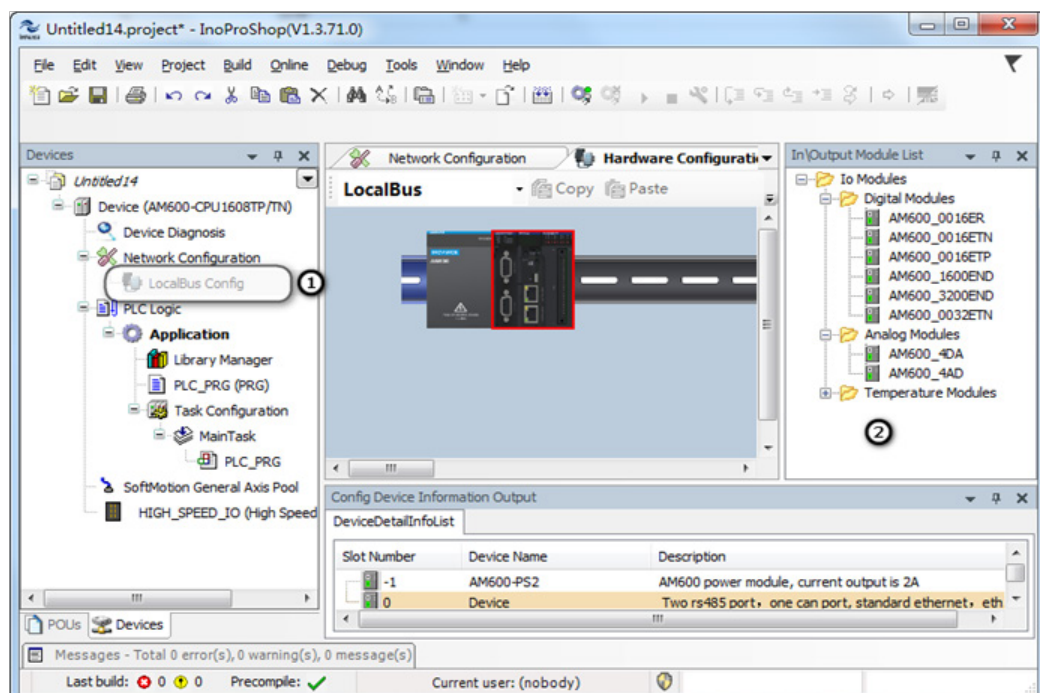 Untitled14.project* - InoProShop(V1.3.71.0)
File Edit View Project Build Online Debug Tools Window Help
Devices
Untitled14
Device (AM600-CPU1608TP/TN)
Device Diagnosis
Network Configuration
LocalBus Config
①
PLC Logic
Application
Library Manager
PLC_PRG (PRG)
Task Configuration
MainTask
PLC_PRG
SoftMotion General Axis Pool
HIGH_SPEED_IO (High Speed
POUs Devices
Network Configuration Hardware Configurati
LocalBus Copy Paste
In\Output Module List
Io Modules
Digital Modules
AM600_0016ER
AM600_0016ETN
AM600_0016ETP
AM600_1600END
AM600_3200END
AM600_0032ETN
Analog Modules
AM600_4DA
AM600_4AD
Temperature Modules
②
Config Device Information Output
DeviceDetailInfoList
Slot Number Device Name Description
-1 AM600-PS2 AM600 power module, current output is 2A
0 Device Two rs485 port，one can port, standard ethernet，eth
Messages - Total 0 error(s), 0 warning(s), 0 message(s)
Last build: 0 0 Precompile: Current user: (nobody)